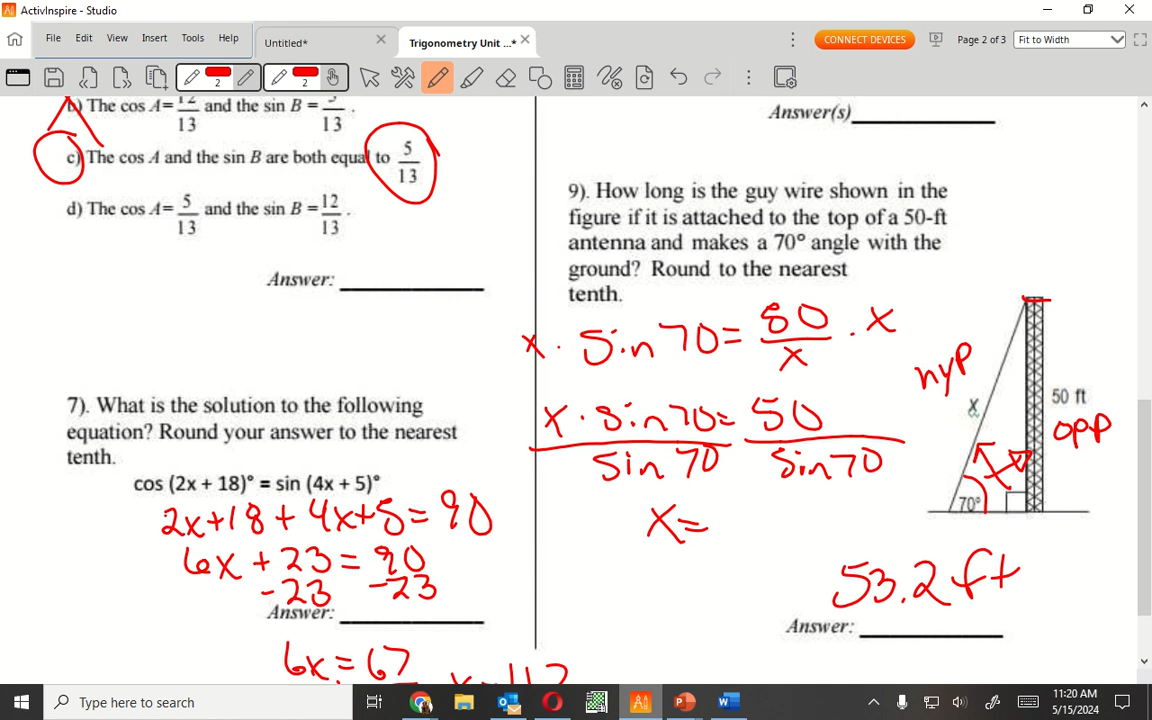 ActivInspire - Studio
File Edit View Insert Tools Help
Untitled*
Trigonometry Unit ...*
CONNECT DEVICES
Page 2 of 3
Fit to Width
2
2
b) The cos A= 12/13 and the sin B = 5/13 .
c) The cos A and the sin B are both equal to 5/13
d) The cos A= 5/13 and the sin B = 12/13 .
Answer:
7). What is the solution to the following
equation? Round your answer to the nearest
tenth.
cos (2x + 18)° = sin (4x + 5)°
2x+18 + 4x+5 = 90
6x + 23 = 90
-23 -23
Answer:
6x = 67
Answer(s)
9). How long is the guy wire shown in the
figure if it is attached to the top of a 50-ft
antenna and makes a 70° angle with the
ground? Round to the nearest
tenth.
x · Sin 70 = 80/x · x
x · Sin 70 = 50
Sin 70 Sin 70
x =
hyp
x
50 ft
opp
70°
53.2 ft
Answer:
Type here to search
11:20 AM
5/15/2024